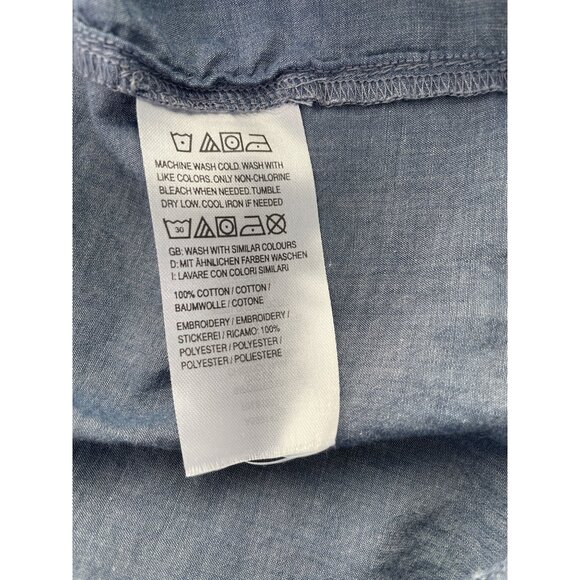 MACHINE WASH COLD. WASH WITH
LIKE COLORS. ONLY NON-CHLORINE
BLEACH WHEN NEEDED. TUMBLE
DRY LOW. COOL IRON IF NEEDED
30
GB: WASH WITH SIMILAR COLOURS
D: MIT ÄHNLICHEN FARBEN WASCHEN
I: LAVARE CON COLORI SIMILARI
100% COTTON / COTTON /
BAUMWOLLE / COTONE
EMBROIDERY / EMBROIDERY /
STICKEREI / RICAMO: 100%
POLYESTER / POLYESTER /
POLYESTER / POLIESTERE